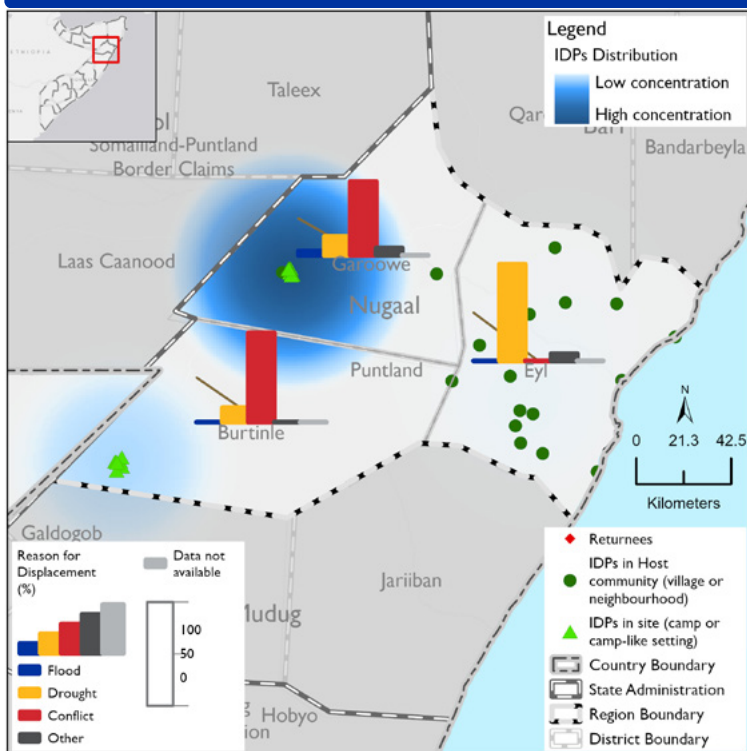 ETHIOPIA
Legend
IDPs Distribution
Low concentration
High concentration
Taleex
Somaliland-Puntland
Border Claims
Bandarbeyla
Laas Caanood
Garoowe
Nugaal
Puntland
Eyl
Burtinle
N
0 21.3 42.5
Kilometers
Galdogob
Jariiban
Mudug
Hobyo
Reason for
Displacement
(%)
Data not
available
100
50
0
Flood
Drought
Conflict
Other
Returnees
IDPs in Host
community (village or
neighbourhood)
IDPs in site (camp or
camp-like setting)
Country Boundary
State Administration
Region Boundary
District Boundary